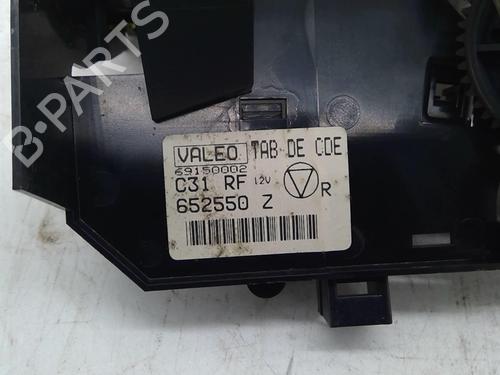 B-PARTS
VALEO TAB DE CDE
69150002
C31 RF 12V
R
652550 Z